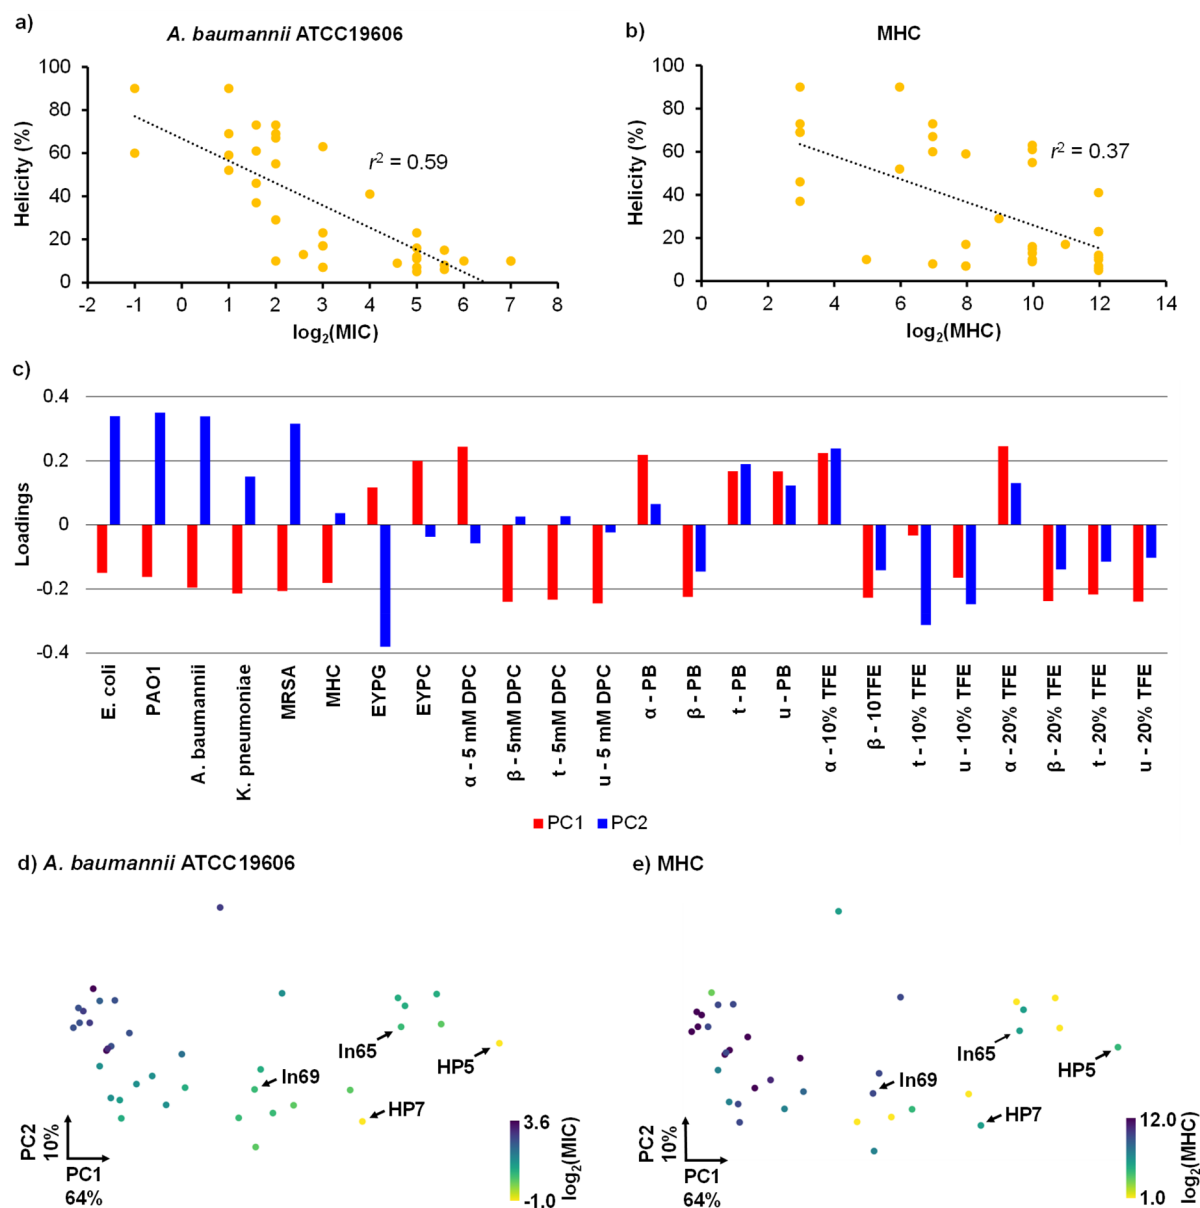 a)
A. baumannii ATCC19606
Helicity (%)
100
80
60
40
20
0
r² = 0.59
-2 -1 0 1 2 3 4 5 6 7 8
log₂(MIC)
b)
MHC
Helicity (%)
100
80
60
40
20
0
r² = 0.37
0 2 4 6 8 10 12 14
log₂(MHC)
c)
Loadings
0.4
0.2
0
-0.2
-0.4
E. coli
PAO1
A. baumannii
K. pneumoniae
MRSA
MHC
EYPG
EYPC
α - 5 mM DPC
β - 5mM DPC
t - 5mM DPC
u - 5 mM DPC
α - PB
β - PB
t - PB
u - PB
α -10% TFE
β - 10TFE
t - 10% TFE
u - 10% TFE
α - 20% TFE
β - 20% TFE
t - 20% TFE
u - 20% TFE
PC1 PC2
d) A. baumannii ATCC19606
In65
HP5
In69
HP7
PC2
10%
PC1
64%
3.6
-1.0
log₂(MIC)
e) MHC
In65
HP5
In69
HP7
PC2
10%
PC1
64%
12.0
1.0
log₂(MHC)